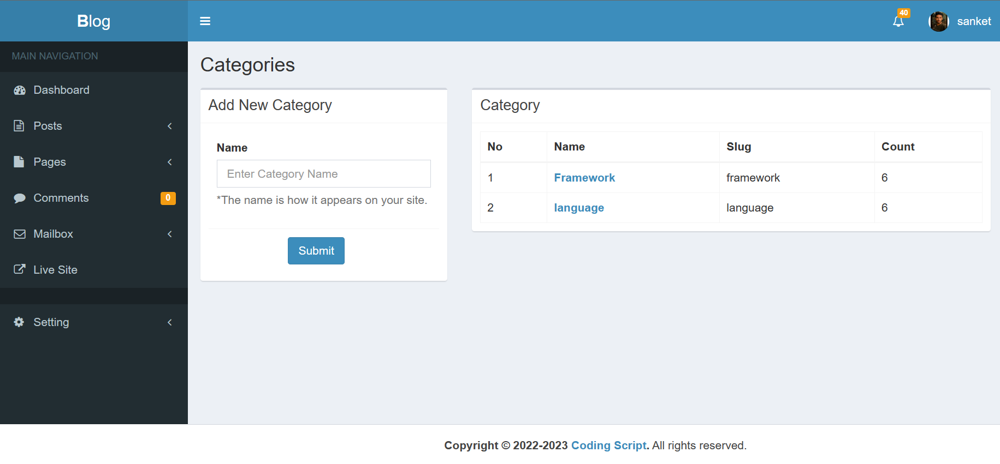 Blog
40
sanket
MAIN NAVIGATION
Dashboard
Posts
Pages
Comments 0
Mailbox
Live Site
Setting
Categories
Add New Category
Name
Enter Category Name
*The name is how it appears on your site.
Submit
Category
No Name Slug Count
1 Framework framework 6
2 language language 6
Copyright © 2022-2023 Coding Script. All rights reserved.